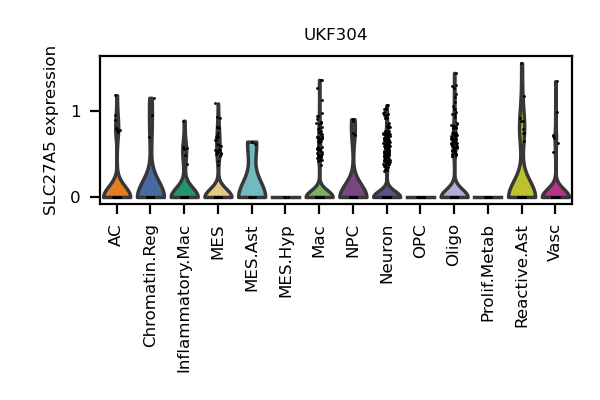 UKF304
SLC27A5 expression
1
0
AC
Chromatin.Reg
Inflammatory.Mac
MES
MES.Ast
MES.Hyp
Mac
NPC
Neuron
OPC
Oligo
Prolif.Metab
Reactive.Ast
Vasc